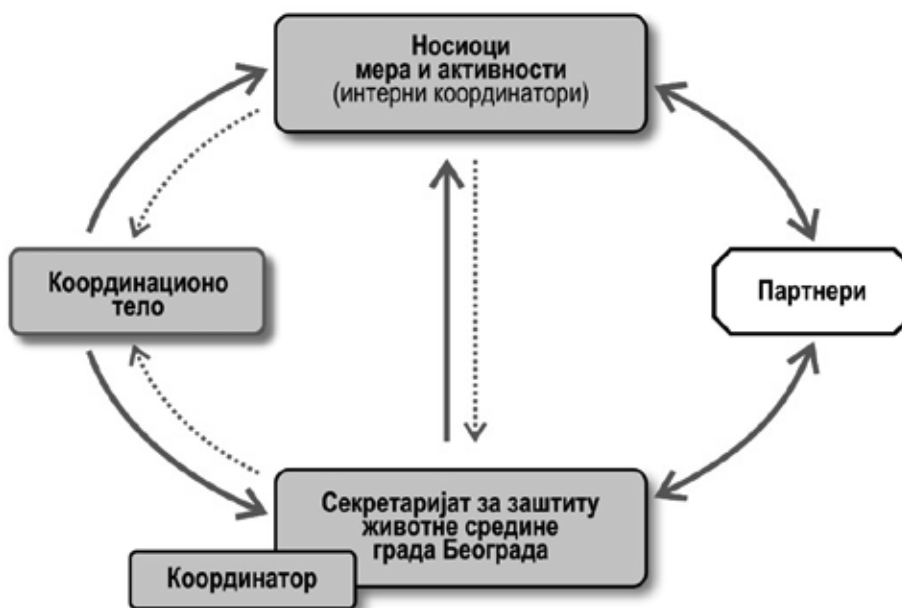 Носиоци
мера и активности
(интерни координатори)
Координационо
тело
Партнери
Секретаријат за заштиту
животне средине
града Београда
Координатор